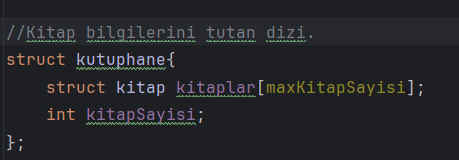 //Kitap bilgilerini tutan dizi.
struct kutuphane{
    struct kitap kitaplar[maxKitapSayisi];
    int kitapSayisi;
};